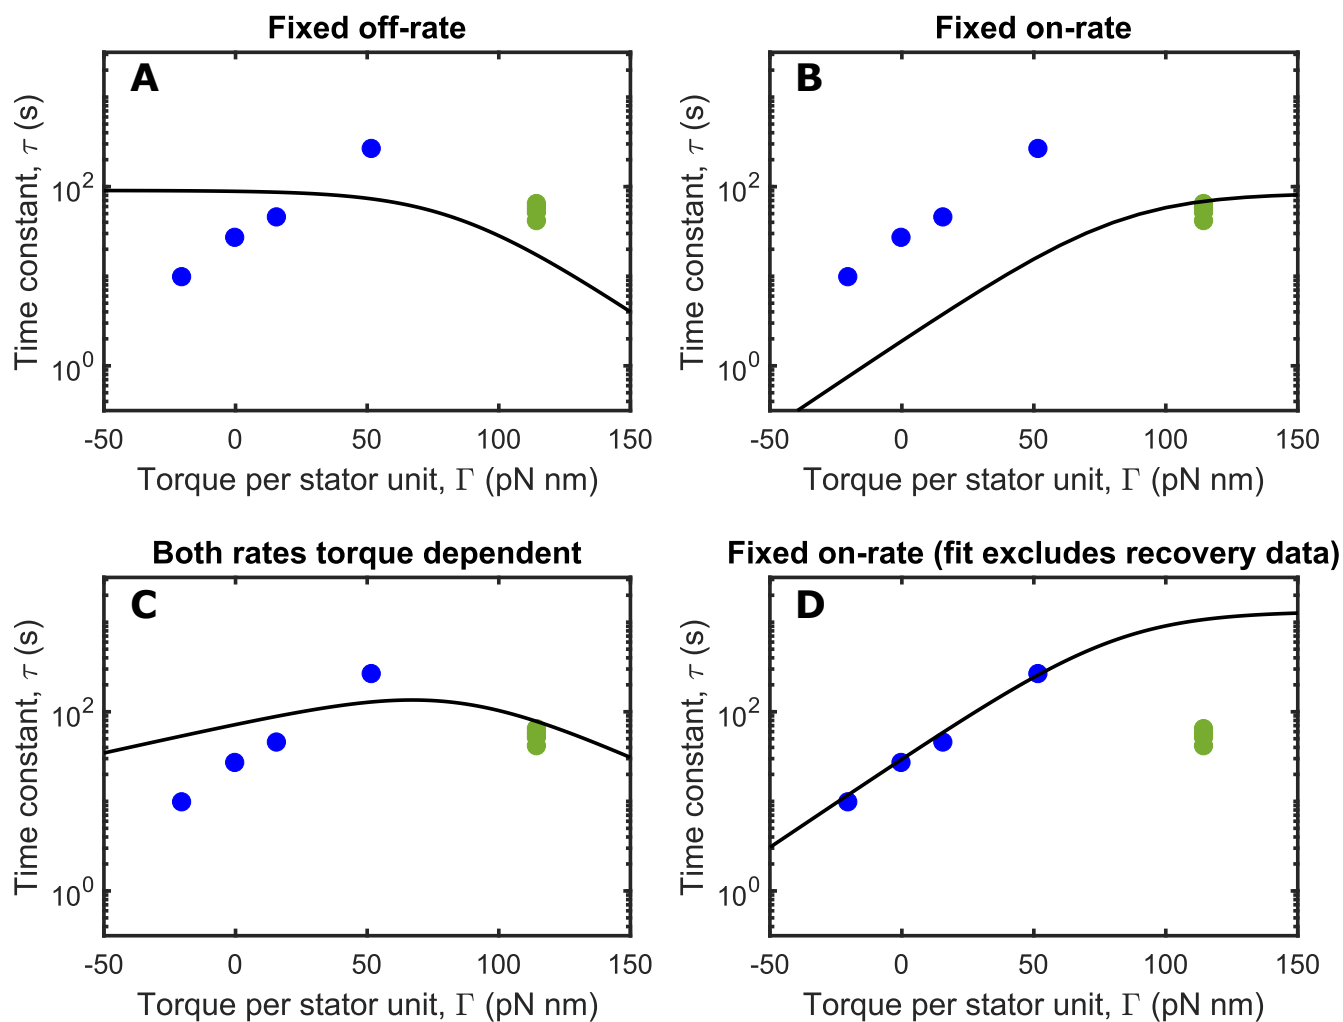 Fixed off-rate
A
Time constant, τ (s)
10^2
10^0
-50 0 50 100 150
Torque per stator unit, Γ (pN nm)
Fixed on-rate
B
Time constant, τ (s)
10^2
10^0
-50 0 50 100 150
Torque per stator unit, Γ (pN nm)
Both rates torque dependent
C
Time constant, τ (s)
10^2
10^0
-50 0 50 100 150
Torque per stator unit, Γ (pN nm)
Fixed on-rate (fit excludes recovery data)
D
Time constant, τ (s)
10^2
10^0
-50 0 50 100 150
Torque per stator unit, Γ (pN nm)